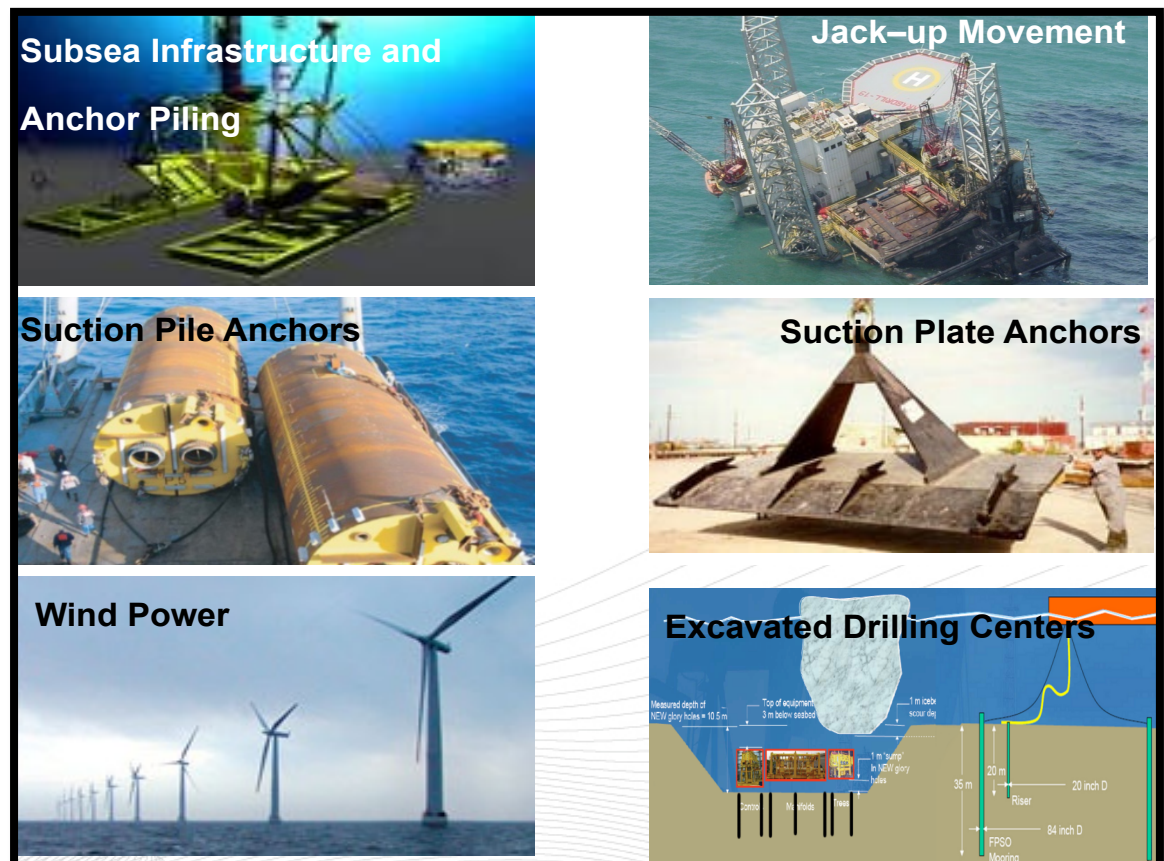 Subsea Infrastructure and
Anchor Piling
Jack–up Movement
H
Suction Pile Anchors
Suction Plate Anchors
Wind Power
Excavated Drilling Centers
Measured depth of
NEW glory holes = 10.5 m
Top of equipment
3 m below seabed
1 m
scour
1 m "sump"
In NEW glory
holes
Manifolds
Trees
35 m
20 m
20 inch D
Riser
84 inch D
FPSO
Mooring